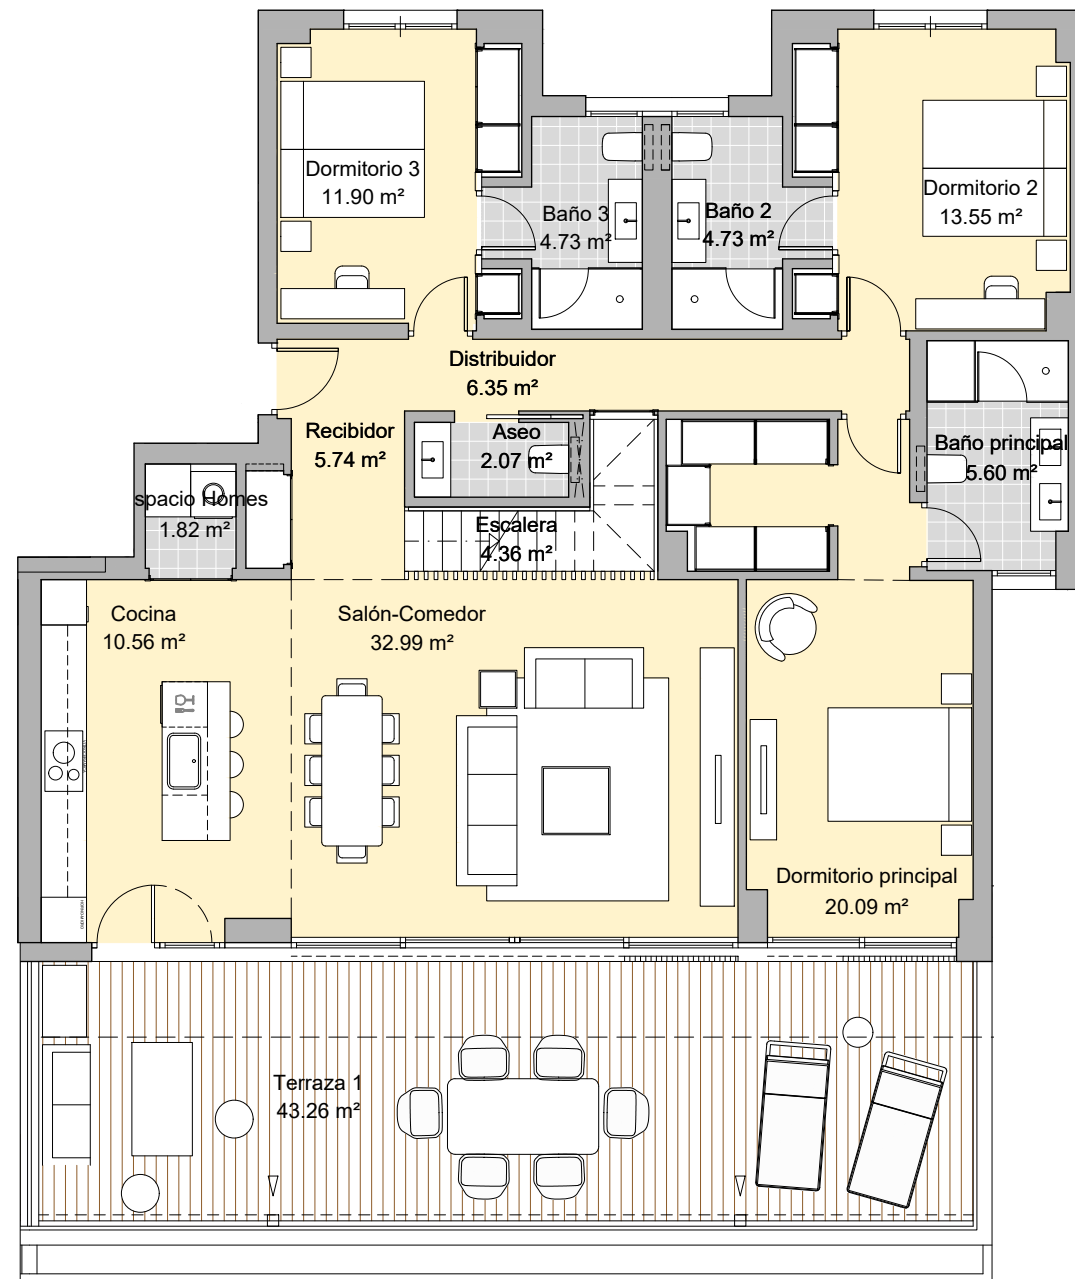 Dormitorio 3
11.90 m²
Dormitorio 2
13.55 m²
Baño 3
4.73 m²
Baño 2
4.73 m²
Distribuidor
6.35 m²
Recibidor
5.74 m²
Aseo
2.07 m²
Baño principal
5.60 m²
spacio Homes
1.82 m²
Escalera
4.36 m²
Cocina
10.56 m²
Salón-Comedor
32.99 m²
Dormitorio principal
20.09 m²
Terraza 1
43.26 m²